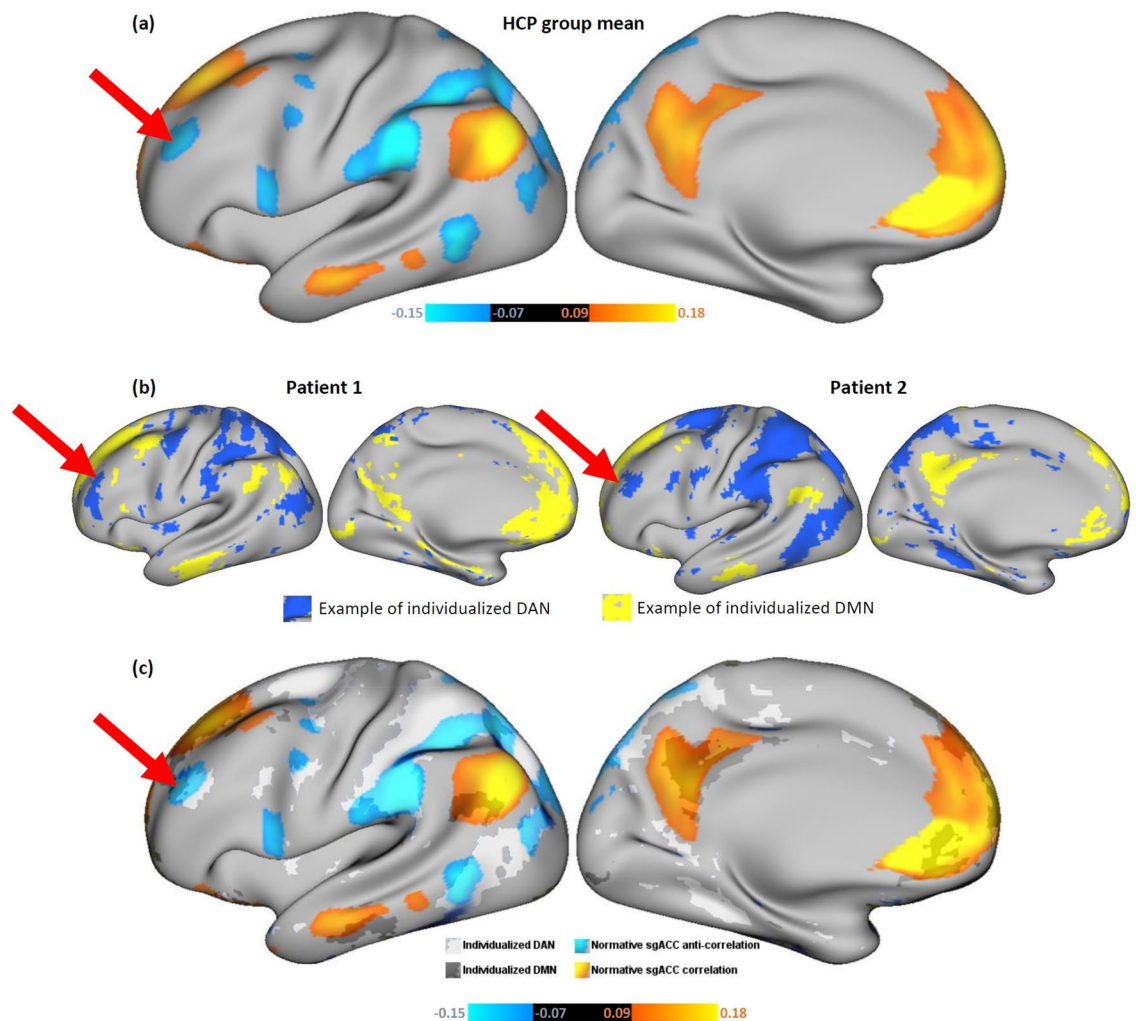 (a) HCP group mean
-0.15 -0.07 0.09 0.18
(b) Patient 1 Patient 2
Example of individualized DAN Example of individualized DMN
(c)
Individualized DAN Normative sgACC anti-correlation
Individualized DMN Normative sgACC correlation
-0.15 -0.07 0.09 0.18